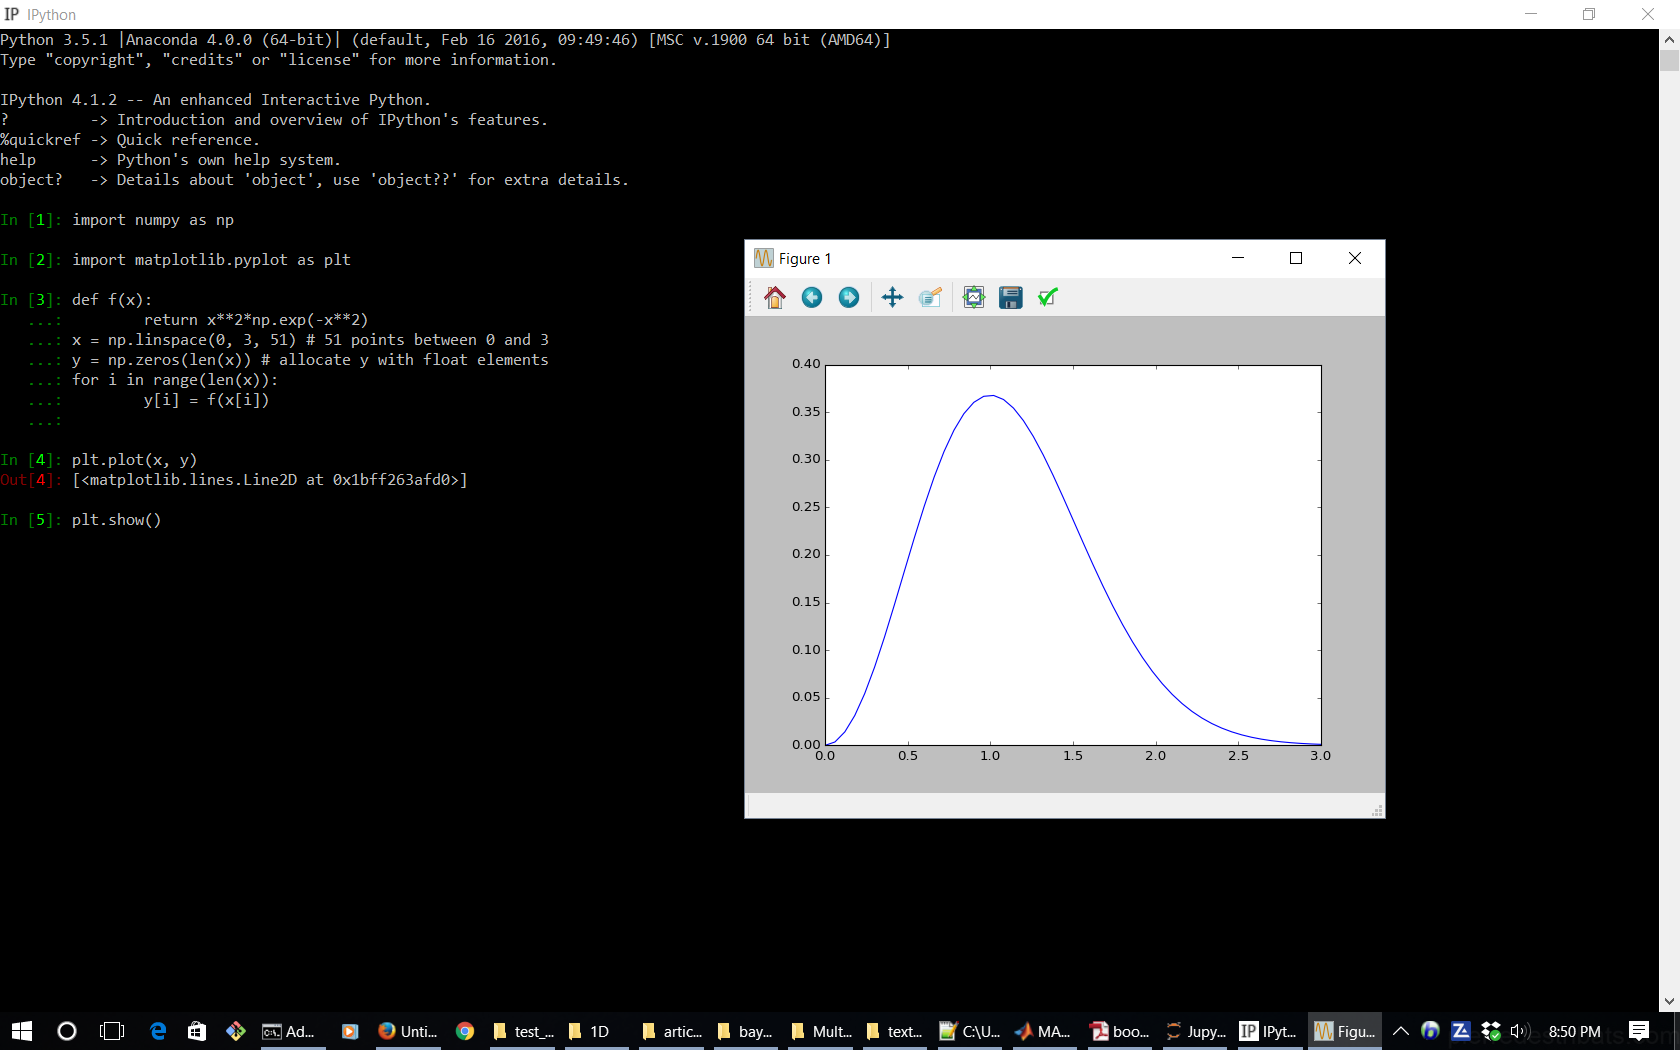 IP IPython
Python 3.5.1 |Anaconda 4.0.0 (64-bit)| (default, Feb 16 2016, 09:49:46) [MSC v.1900 64 bit (AMD64)]
Type "copyright", "credits" or "license" for more information.
IPython 4.1.2 -- An enhanced Interactive Python.
? -> Introduction and overview of IPython's features.
%quickref -> Quick reference.
help -> Python's own help system.
object? -> Details about 'object', use 'object??' for extra details.
In [1]: import numpy as np
In [2]: import matplotlib.pyplot as plt
In [3]: def f(x):
...: return x**2*np.exp(-x**2)
...: x = np.linspace(0, 3, 51) # 51 points between 0 and 3
...: y = np.zeros(len(x)) # allocate y with float elements
...: for i in range(len(x)):
...: y[i] = f(x[i])
...:
In [4]: plt.plot(x, y)
Out[4]: [<matplotlib.lines.Line2D at 0x1bff263afd0>]
In [5]: plt.show()
Figure 1
0.40
0.35
0.30
0.25
0.20
0.15
0.10
0.05
0.00
0.0 0.5 1.0 1.5 2.0 2.5 3.0
Ad... Unti... test_... 1D artic... bay... Mult... text... C:\U... MA... boo... Jupy... IP IPyt... Figu... 8:50 PM